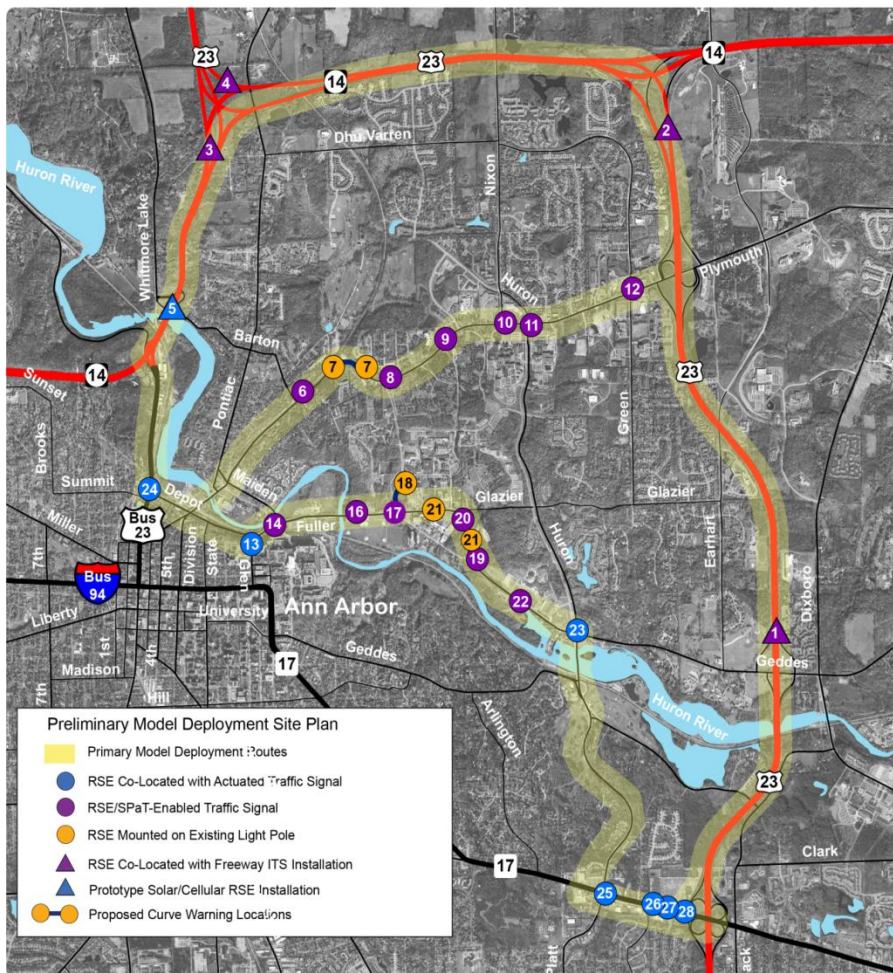 23
14
23
14
4
2
3
Dhu Varren
Nixon
Huron River
Whitmore Lake
Plymouth
12
Huron
5
10
11
9
Barton
7
7
8
23
14
Sunset
6
Pontiac
Green
Brooks
18
Summit
24
Depot
Maiden
Glazier
Glazier
21
16
17
20
Miller
Bus
23
14
Fuller
21
Earhart
7th
5th
Division
State
13
19
Huron
Dixboro
Bus
94
Glen
22
Liberty
University
Ann Arbor
23
1
1st
4th
Geddes
Geddes
Madison
17
7th
Hill
Arlington
Huron River
Preliminary Model Deployment Site Plan
Primary Model Deployment Routes
RSE Co-Located with Actuated Traffic Signal
RSE/SPaT-Enabled Traffic Signal
RSE Mounted on Existing Light Pole
RSE Co-Located with Freeway ITS Installation
Prototype Solar/Cellular RSE Installation
Proposed Curve Warning Locations
23
17
Clark
25
26
27
28
Platt